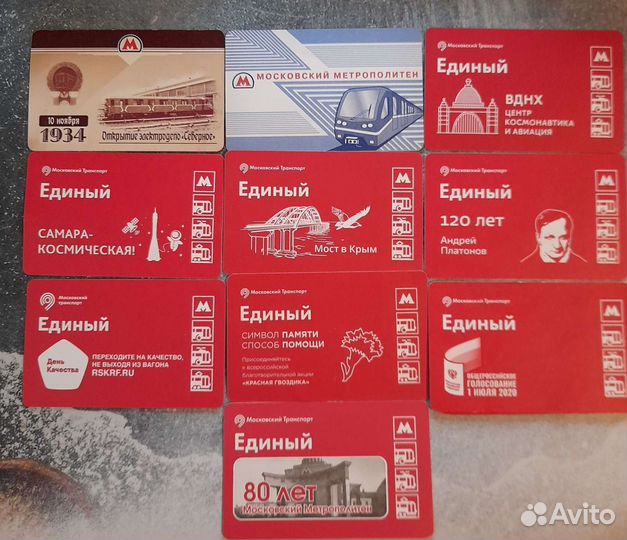 М
10 ноября
1934
Открытие электродепо «Северное»
М
МОСКОВСКИЙ МЕТРОПОЛИТЕН
Московский Транспорт
М
Единый
ВДНХ
ЦЕНТР
КОСМОНАВТИКИ
И АВИАЦИЯ
Московский Транспорт
М
Единый
САМАРА-
КОСМИЧЕСКАЯ!
Московский Транспорт
М
Единый
Мост в Крым
Московский Транспорт
М
Единый
120 лет
Андрей
Платонов
Московский
транспорт
М
Единый
День
Качества
ПЕРЕХОДИТЕ НА КАЧЕСТВО,
НЕ ВЫХОДЯ ИЗ ВАГОНА
RSKRF.RU
Московский Транспорт
М
Единый
СИМВОЛ ПАМЯТИ
СПОСОБ ПОМОЩИ
Присоединяйтесь
к всероссийской
благотворительной акции
«КРАСНАЯ ГВОЗДИКА»
Московский Транспорт
М
Единый
ОБЩЕРОССИЙСКОЕ
ГОЛОСОВАНИЕ
1 ИЮЛЯ 2020
Московский Транспорт
М
Единый
80 лет
Московский Метрополитен
Avito